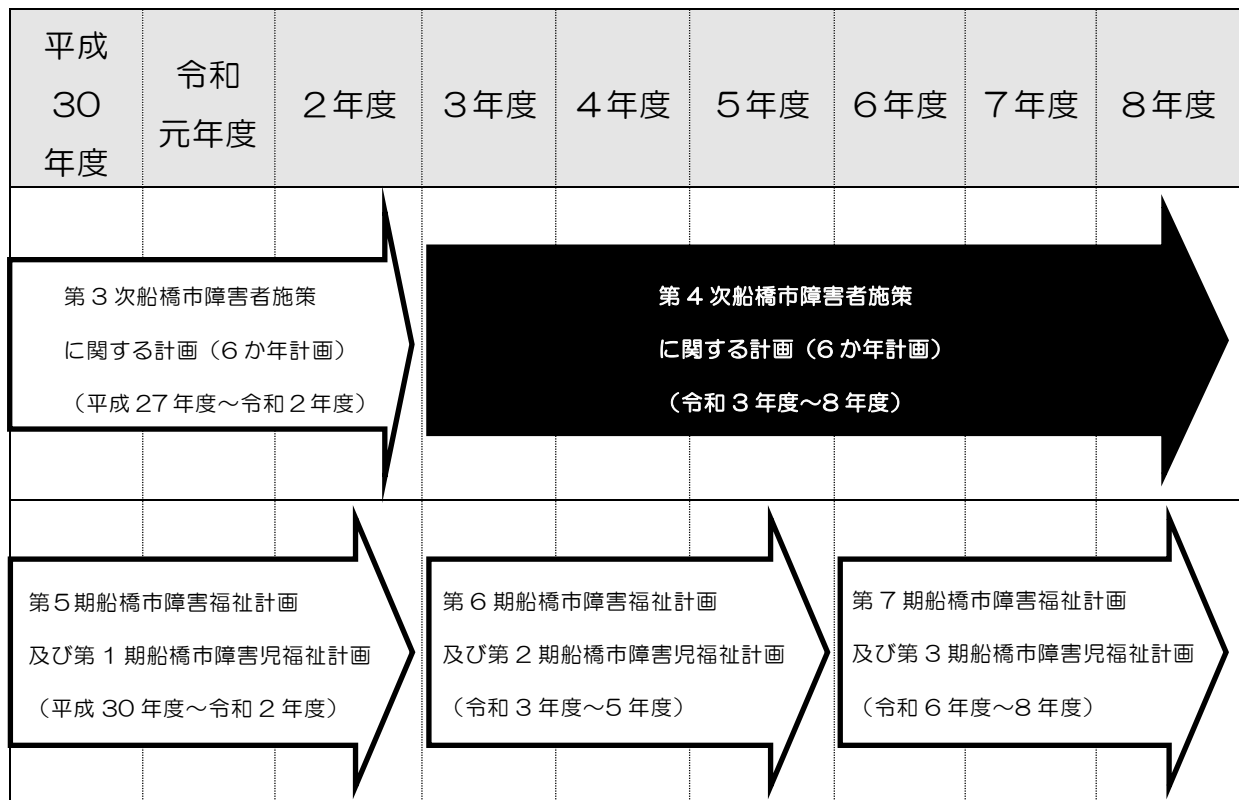 平成
30
年度
令和
元年度
2年度
3年度
4年度
5年度
6年度
7年度
8年度
第3次船橋市障害者施策
に関する計画（6か年計画）
（平成27年度～令和2年度）
第4次船橋市障害者施策
に関する計画（6か年計画）
（令和3年度～8年度）
第5期船橋市障害福祉計画
及び第1期船橋市障害児福祉計画
（平成30年度～令和2年度）
第6期船橋市障害福祉計画
及び第2期船橋市障害児福祉計画
（令和3年度～5年度）
第7期船橋市障害福祉計画
及び第3期船橋市障害児福祉計画
（令和6年度～8年度）